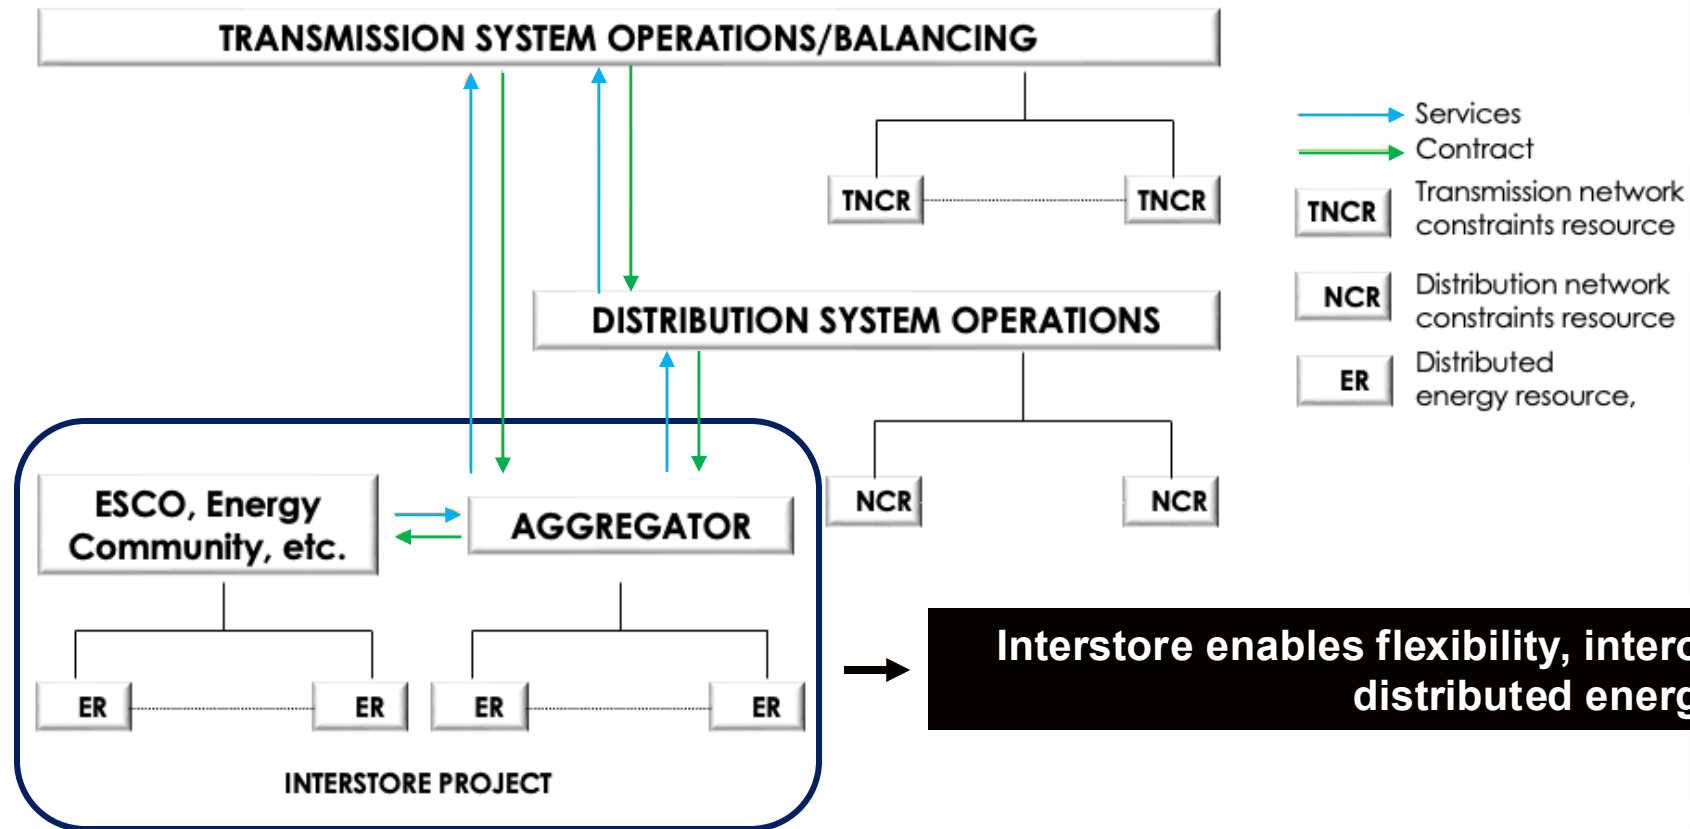 TRANSMISSION SYSTEM OPERATIONS/BALANCING
Services
Contract
TNCR
TNCR
TNCR
Transmission network
constraints resource
NCR
Distribution network
constraints resource
DISTRIBUTION SYSTEM OPERATIONS
ER
Distributed
energy resource,
ESCO, Energy
Community, etc.
AGGREGATOR
NCR
NCR
Interstore enables flexibility,
distributed
ER
ER
ER
ER
INTERSTORE PROJECT